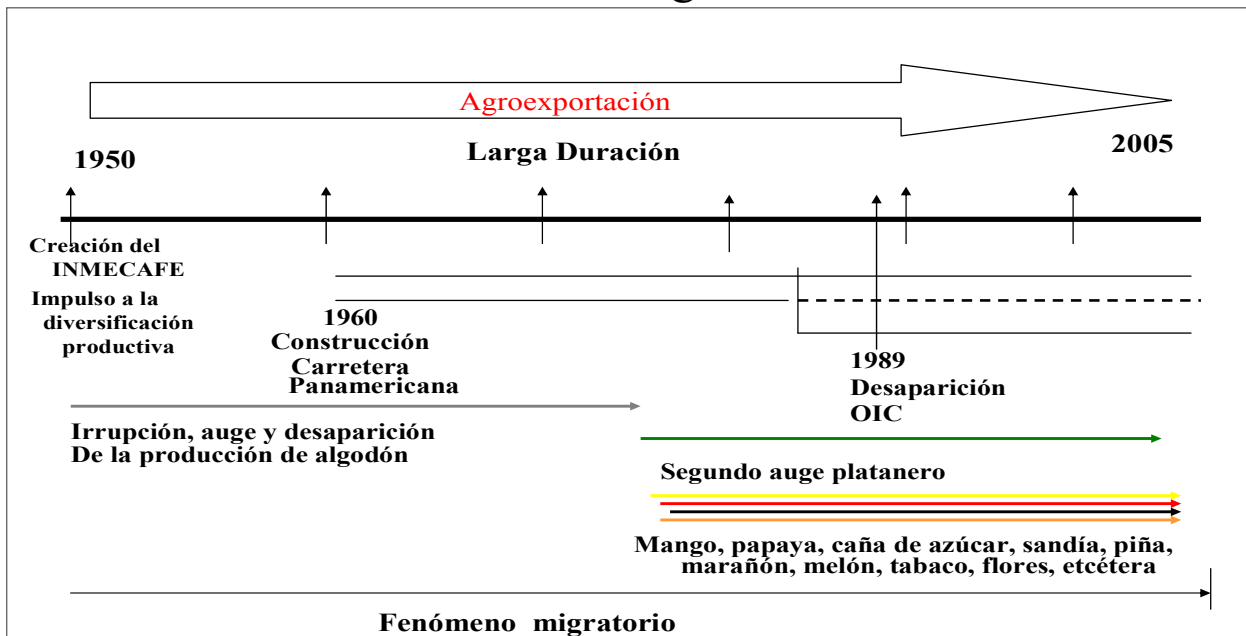 Agroexportación
1950
Larga Duración
2005
Creación del
INMECAFE
Impulso a la
diversificación
productiva
1960
Construcción
Carretera
Panamericana
1989
Desaparición
OIC
Irrupción, auge y desaparición
De la producción de algodón
Segundo auge platanero
Mango, papaya, caña de azúcar, sandía, piña,
marañón, melón, tabaco, flores, etcétera
Fenómeno migratorio